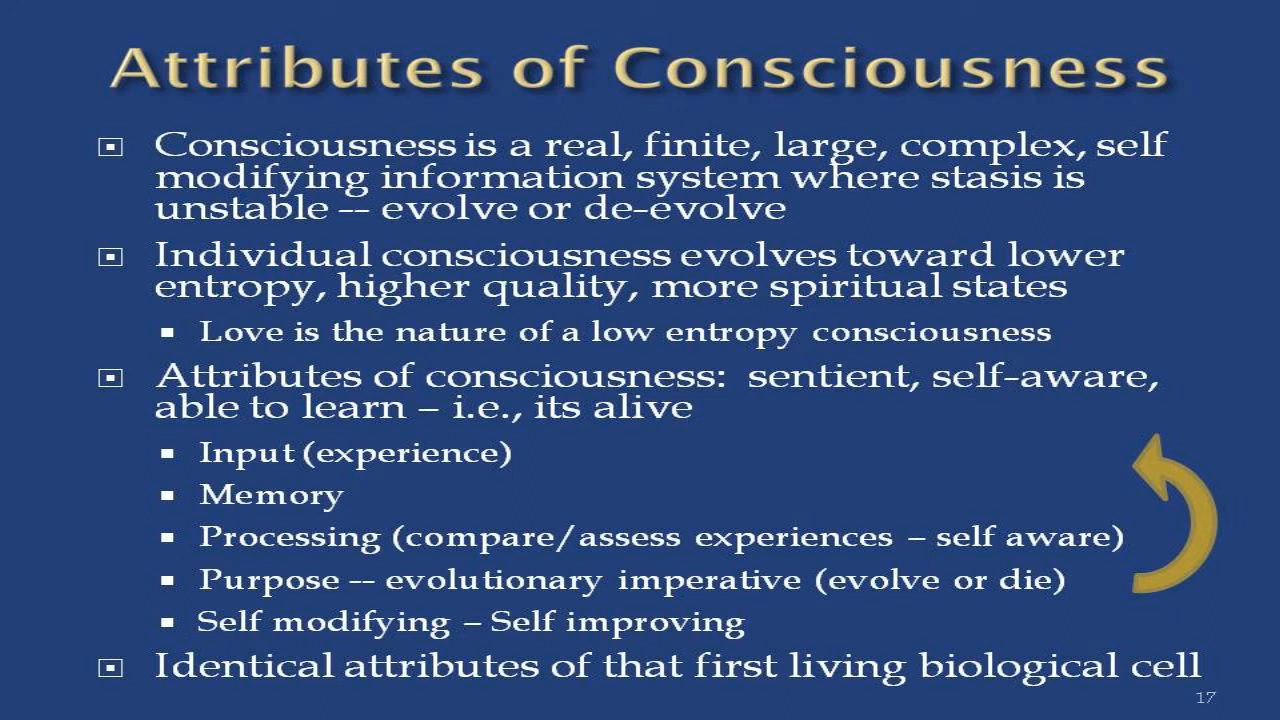 Attributes of Consciousness
Consciousness is a real, finite, large, complex, self
modifying information system where stasis is
unstable -- evolve or de-evolve
Individual consciousness evolves toward lower
entropy, higher quality, more spiritual states
Love is the nature of a low entropy consciousness
Attributes of consciousness: sentient, self-aware,
able to learn – i.e., its alive
Input (experience)
Memory
Processing (compare/assess experiences – self aware)
Purpose -- evolutionary imperative (evolve or die)
Self modifying – Self improving
Identical attributes of that first living biological cell
17